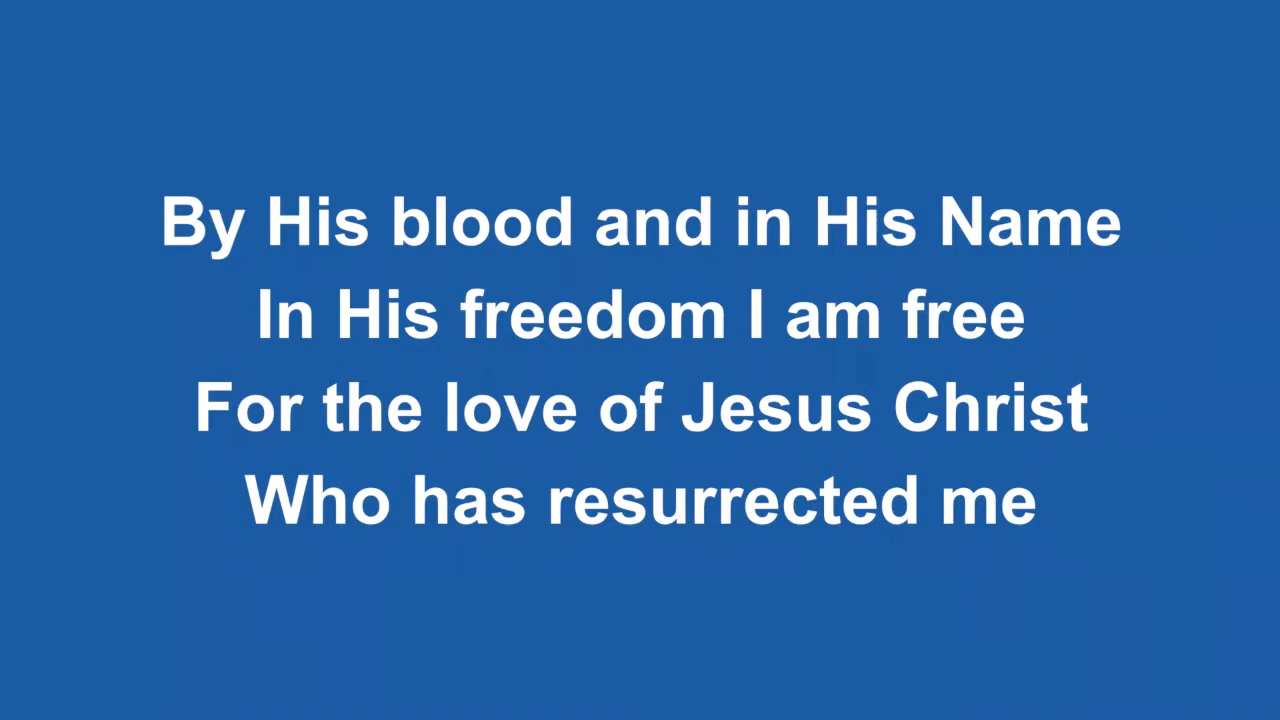 By His blood and in His Name
In His freedom I am free
For the love of Jesus Christ
Who has resurrected me